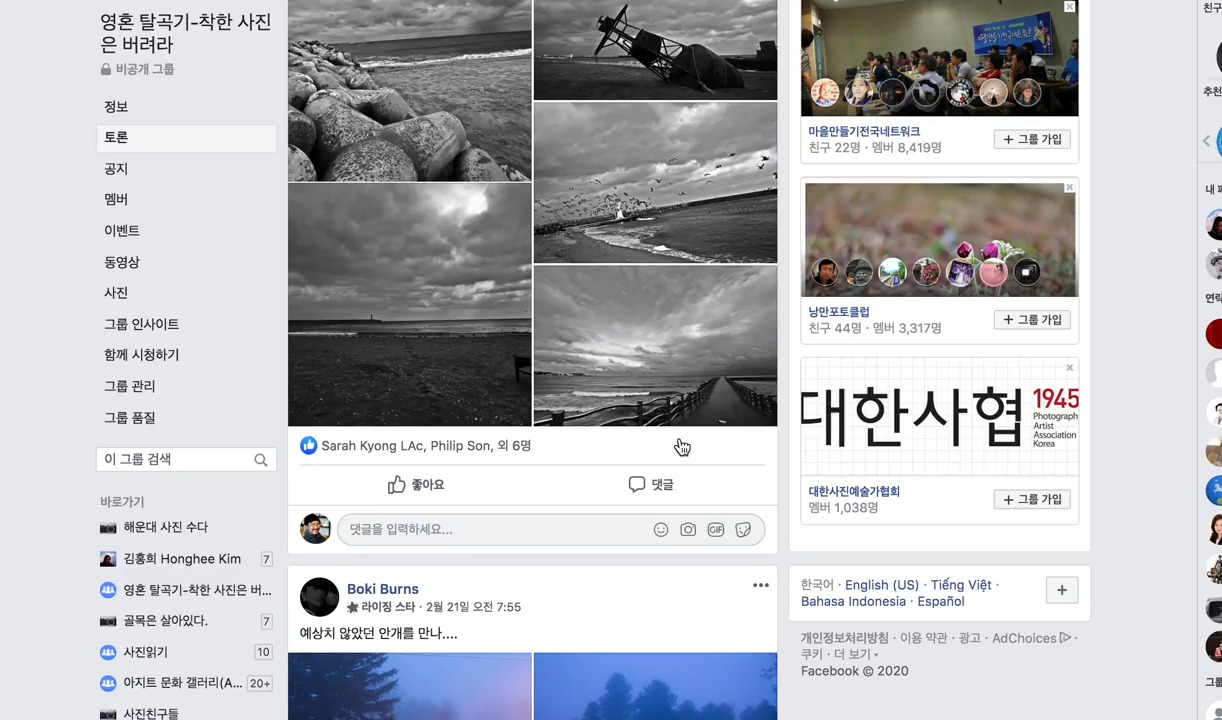 영혼 탈곡기-착한 사진
은 버려라
비공개 그룹
정보
토론
공지
멤버
이벤트
동영상
사진
그룹 인사이트
함께 시청하기
그룹 관리
그룹 품질
이 그룹 검색
바로가기
해운대 사진 수다
김홍희 Honghee Kim 7
영혼 탈곡기-착한 사진은 버...
골목은 살아있다. 7
사진읽기 10
아지트 문화 갤러리(A... 20+
사진친구들
Sarah Kyong LAc, Philip Son, 외 6명
좋아요 댓글
댓글을 입력하세요...
GIF
Boki Burns
라이징 스타 · 2월 21일 오전 7:55
예상치 않았던 안개를 만나....
마을만들기전국네트워크
친구 22명 · 멤버 8,419명
+ 그룹 가입
낭만포토클럽
친구 44명 · 멤버 3,317명
+ 그룹 가입
대한사협 1945
Photograph
Artist
Association
Korea
대한사진예술가협회
멤버 1,038명
+ 그룹 가입
한국어 · English (US) · Tiếng Việt ·
Bahasa Indonesia · Español
개인정보처리방침 · 이용 약관 · 광고 · AdChoices ·
쿠키 · 더 보기
Facebook © 2020
친구
추천
내 페
연락
그룹